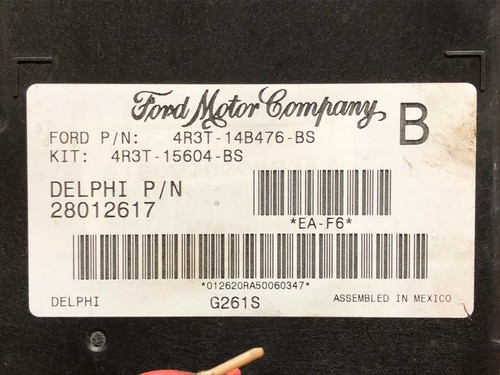 Ford Motor Company
B
FORD P/N: 4R3T-14B476-BS
KIT: 4R3T-15604-BS
DELPHI P/N
28012617
*EA-F6*
*012620RA50060347*
DELPHI G261S ASSEMBLED IN MEXICO